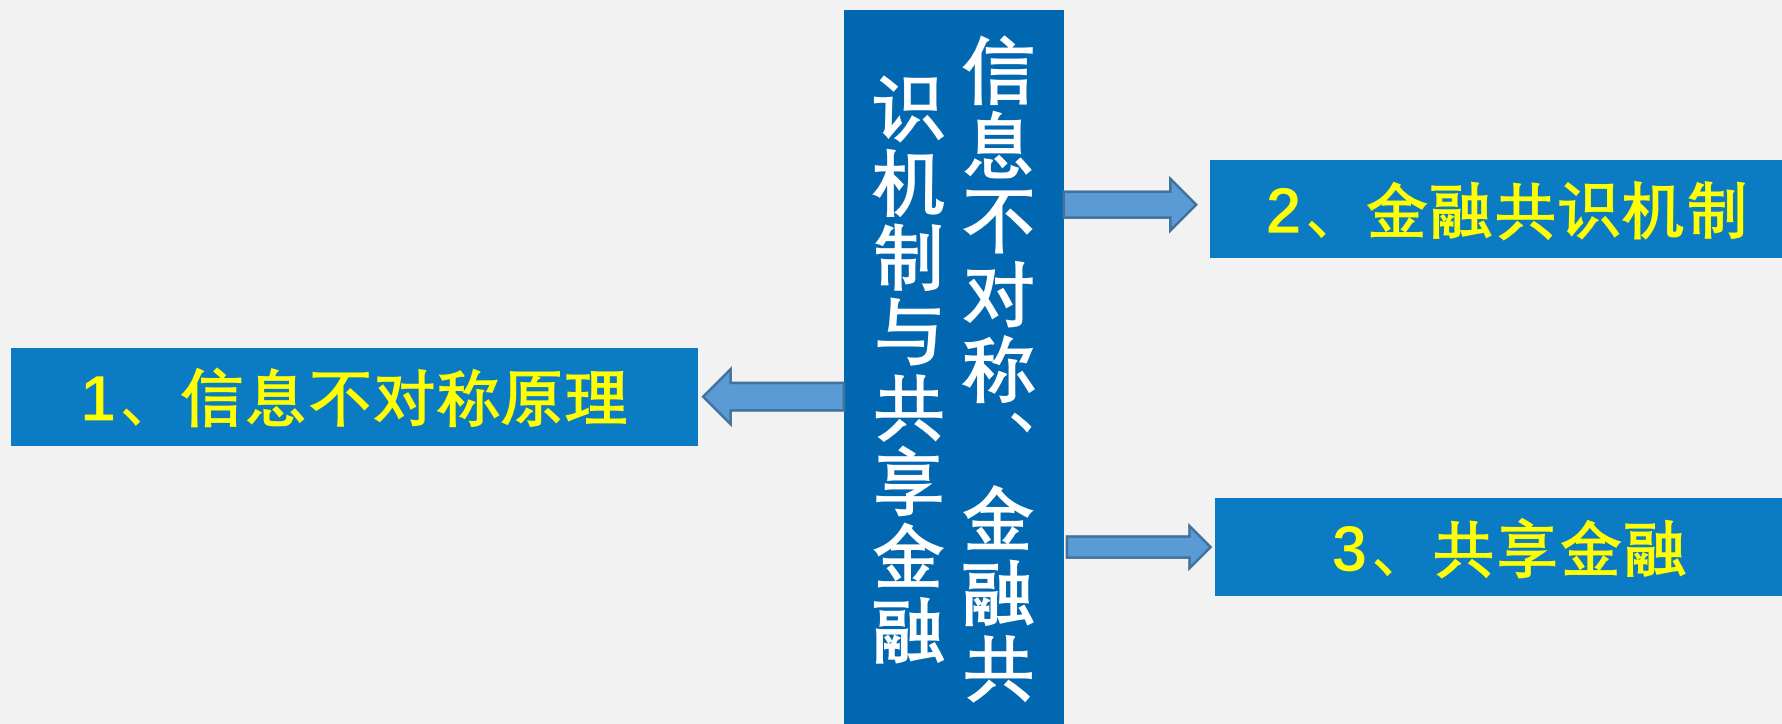 信息不对称、金融共
识机制与共享金融
1、信息不对称原理
2、金融共识机制
3、共享金融